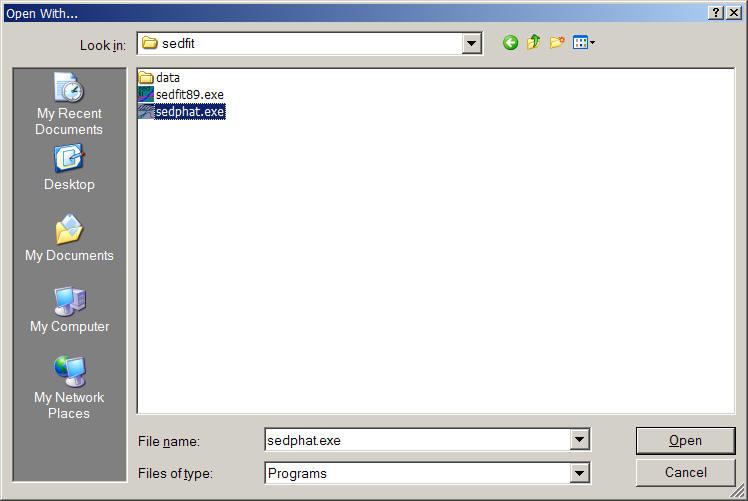 Open With...
?
Look in: sedfit
My Recent
Documents
Desktop
My Documents
My Computer
My Network
Places
data
sedfit89.exe
sedphat.exe
File name: sedphat.exe
Open
Files of type: Programs
Cancel